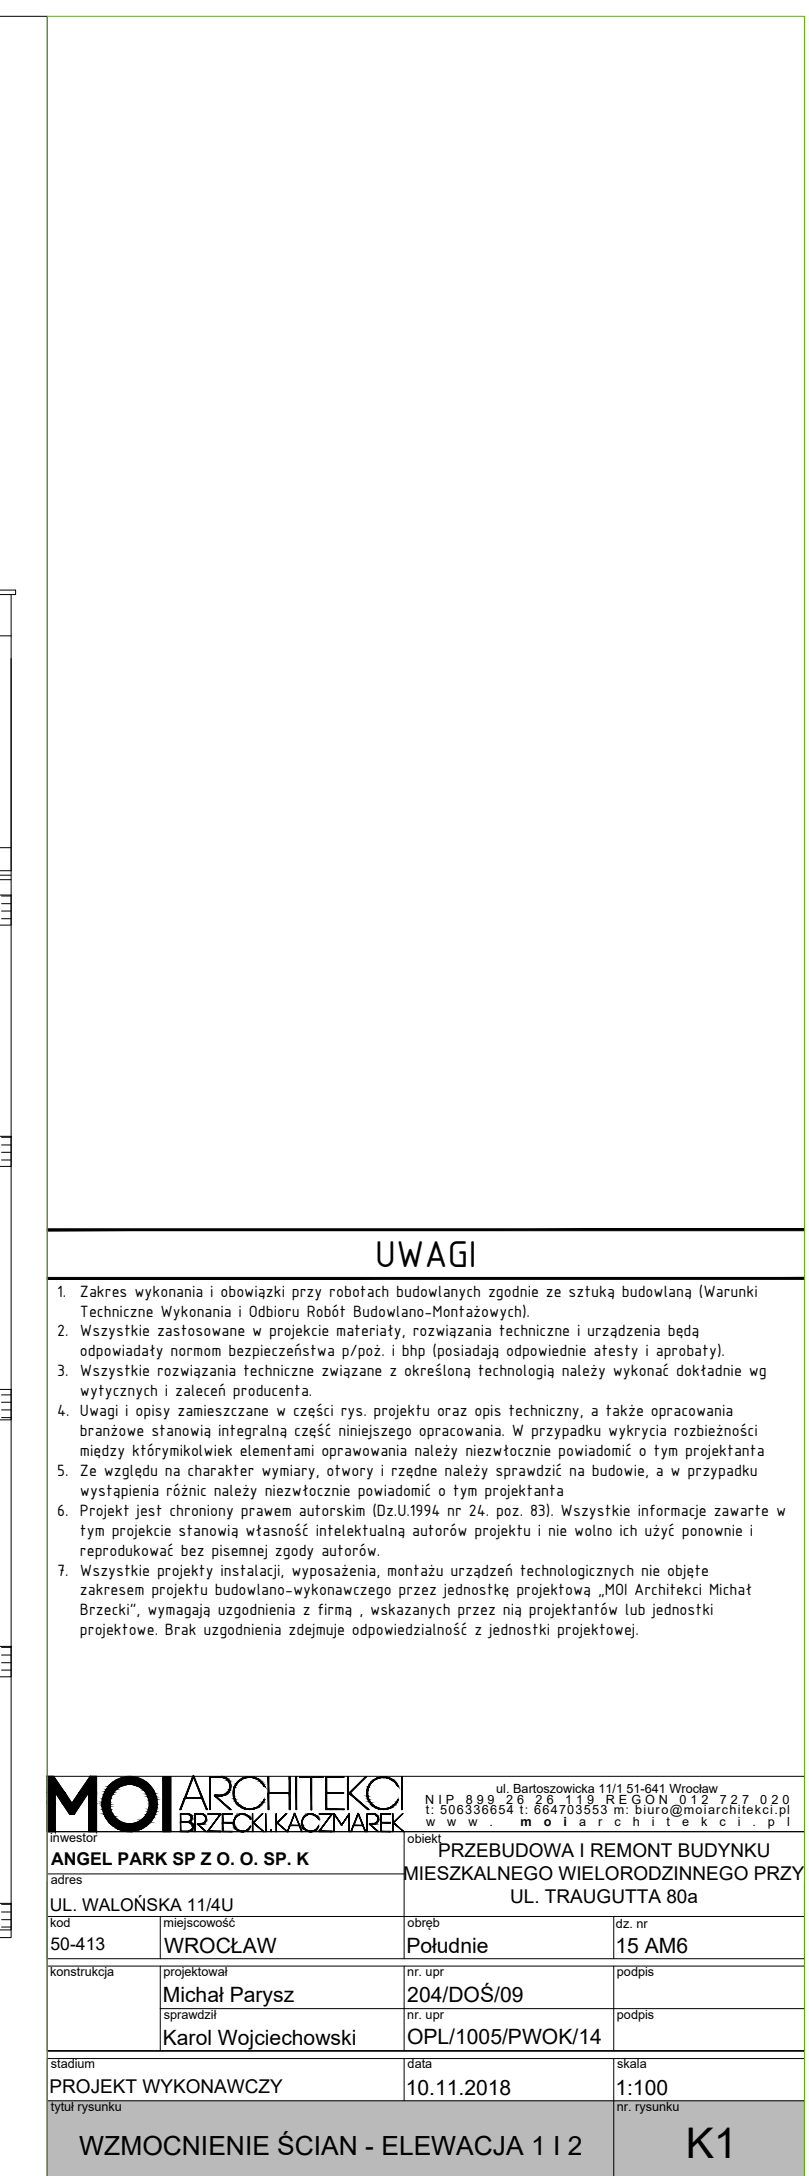 UWAGI
1. Zakres wykonania i obowiązki przy robotach budowlanych zgodnie ze sztuką budowlaną (Warunki
Techniczne Wykonania i Odbioru Robót Budowlano-Montażowych).
2. Wszystkie zastosowane w projekcie materiały, rozwiązania techniczne i urządzenia będą
odpowiadały normom bezpieczeństwa p/poż. i bhp (posiadają odpowiednie atesty i aprobaty).
3. Wszystkie rozwiązania techniczne związane z określoną technologią należy wykonać dokładnie wg
wytycznych i zaleceń producenta.
4. Uwagi i opisy zamieszczane w części rys. projektu oraz opis techniczny, a także opracowania
branżowe stanowią integralną część niniejszego opracowania. W przypadku wykrycia rozbieżności
między którymikolwiek elementami oprawowania należy niezwłocznie powiadomić o tym projektanta
5. Ze względu na charakter wymiary, otwory i rzędne należy sprawdzić na budowie, a w przypadku
wystąpienia różnic należy niezwłocznie powiadomić o tym projektanta
6. Projekt jest chroniony prawem autorskim (Dz.U.1994 nr 24. poz. 83). Wszystkie informacje zawarte w
tym projekcie stanowią własność intelektualną autorów projektu i nie wolno ich użyć ponownie i
reprodukować bez pisemnej zgody autorów.
7. Wszystkie projekty instalacji, wyposażenia, montażu urządzeń technologicznych nie objęte
zakresem projektu budowlano-wykonawczego przez jednostkę projektową „MOI Architekci Michał
Brzecki”, wymagają uzgodnienia z firmą , wskazanych przez nią projektantów lub jednostki
projektowe. Brak uzgodnienia zdejmuje odpowiedzialność z jednostki projektowej.
MOI ARCHITEKCI
BRZECKI.KACZMAREK
ul. Bartoszowicka 11/1 51-641 Wrocław
NIP 899 26 26 119 REGON 012 727 020
t: 506336654 t: 664703553 m: biuro@moiarchitekci.pl
www.moiarchitekci.pl
inwestor
ANGEL PARK SP Z O. O. SP. K
adres
UL. WALOŃSKA 11/4U
obiekt
PRZEBUDOWA I REMONT BUDYNKU
MIESZKALNEGO WIELORODZINNEGO PRZY
UL. TRAUGUTTA 80a
kod miejscowość obręb dz. nr
50-413 WROCŁAW Południe 15 AM6
konstrukcja projektował nr. upr podpis
Michał Parysz 204/DOŚ/09
sprawdził nr. upr podpis
Karol Wojciechowski OPL/1005/PWOK/14
stadium data skala
PROJEKT WYKONAWCZY 10.11.2018 1:100
tytuł rysunku nr. rysunku
WZMOCNIENIE ŚCIAN - ELEWACJA 1 I 2 K1